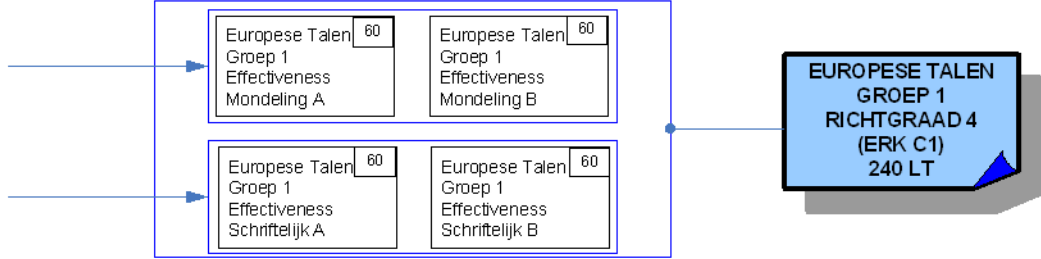 Europese Talen 60
Groep 1
Effectiveness
Mondeling A
Europese Talen 60
Groep 1
Effectiveness
Mondeling B
Europese Talen 60
Groep 1
Effectiveness
Schriftelijk A
Europese Talen 60
Groep 1
Effectiveness
Schriftelijk B
EUROPESE TALEN
GROEP 1
RICHTGRAAD 4
(ERK C1)
240 LT